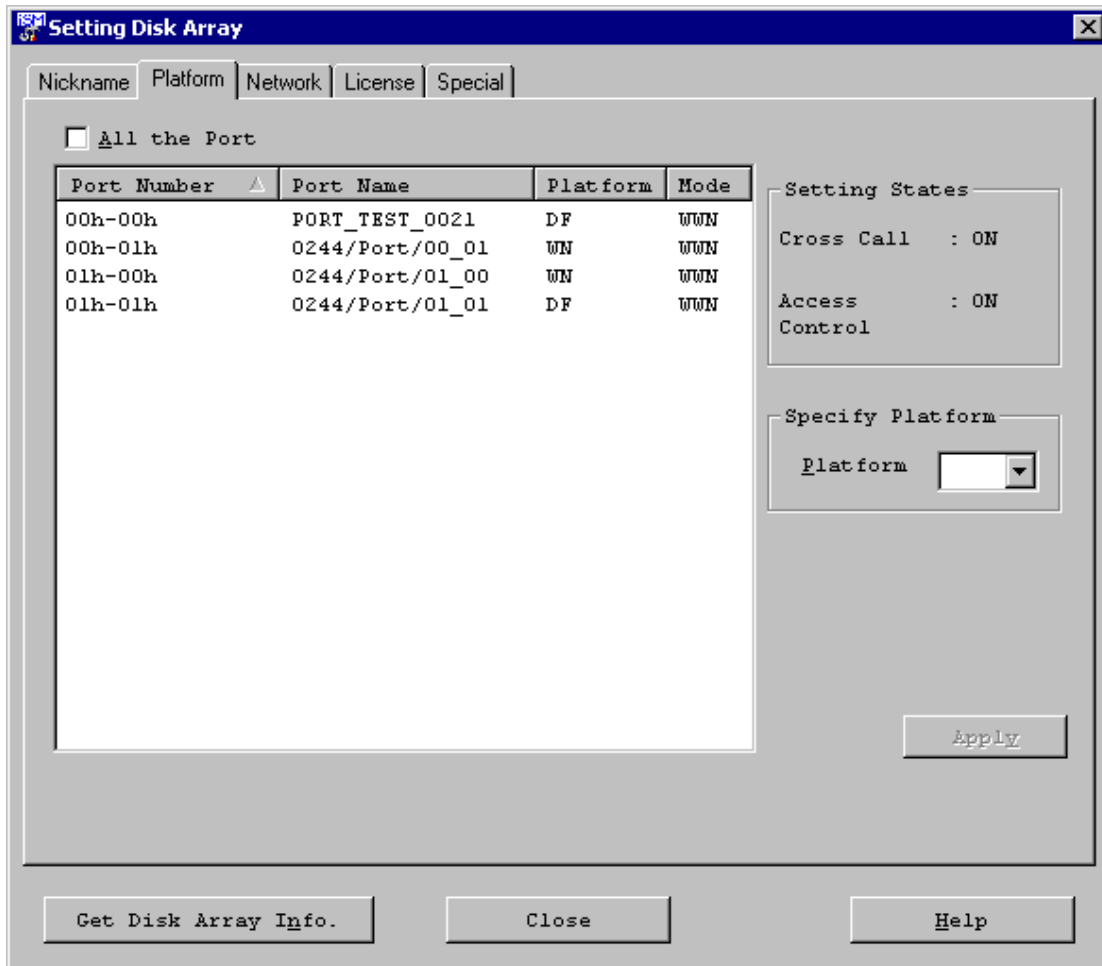 iSM Setting Disk Array
Nickname Platform Network License Special
All the Port
Port Number Port Name Platform Mode
00h-00h PORT_TEST_0021 DF WWN
00h-01h 0244/Port/00_01 WN WWN
01h-00h 0244/Port/01_00 WN WWN
01h-01h 0244/Port/01_01 DF WWN
Setting States
Cross Call : ON
Access : ON
Control
Specify Platform
Platform
Apply
Get Disk Array Info. Close Help